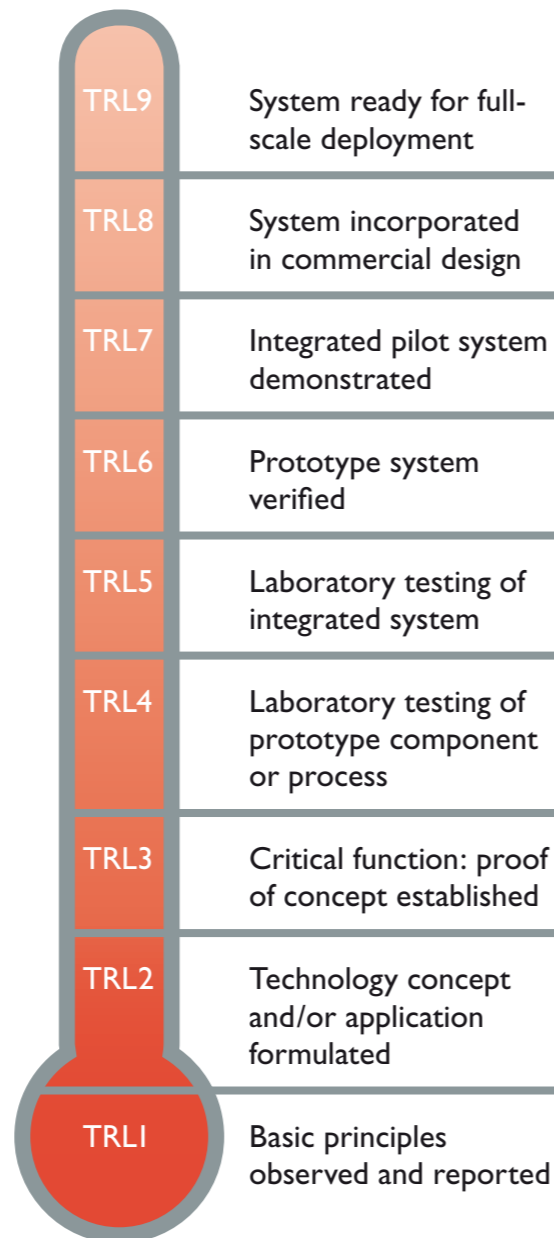 TRL9
System ready for full-
scale deployment
TRL8
System incorporated
in commercial design
TRL7
Integrated pilot system
demonstrated
TRL6
Prototype system
verified
TRL5
Laboratory testing of
integrated system
TRL4
Laboratory testing of
prototype component
or process
TRL3
Critical function: proof
of concept established
TRL2
Technology concept
and/or application
formulated
TRL1
Basic principles
observed and reported